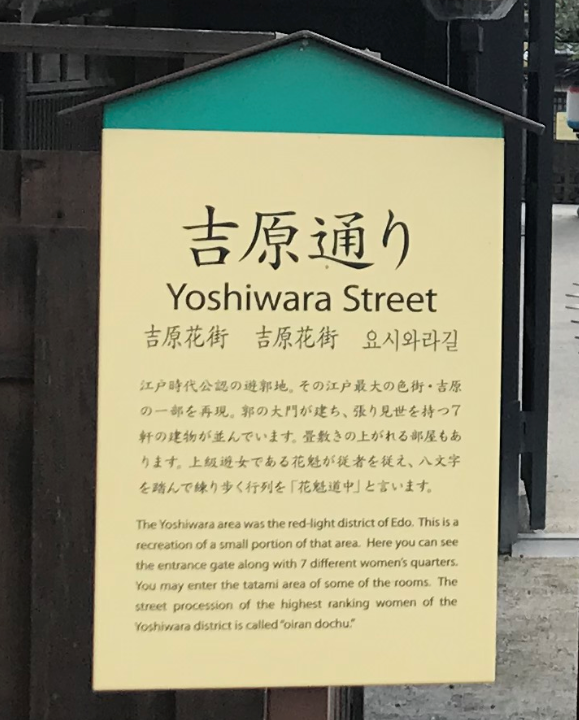 吉原通り
Yoshiwara Street
吉原花街 吉原花街 요시와라길
江戸時代公認の遊郭地。その江戸最大の色街・吉原
の一部を再現。郭の大門が建ち、張り見世を持つ7
軒の建物が並んでいます。畳敷きの上がれる部屋もあ
ります。上級遊女である花魁が従者を従え、八文字
を踏んで練り歩く行列を「花魁道中」と言います。
The Yoshiwara area was the red-light district of Edo. This is a
recreation of a small portion of that area. Here you can see
the entrance gate along with 7 different women's quarters.
You may enter the tatami area of some of the rooms. The
street procession of the highest ranking women of the
Yoshiwara district is called "oiran dochu."